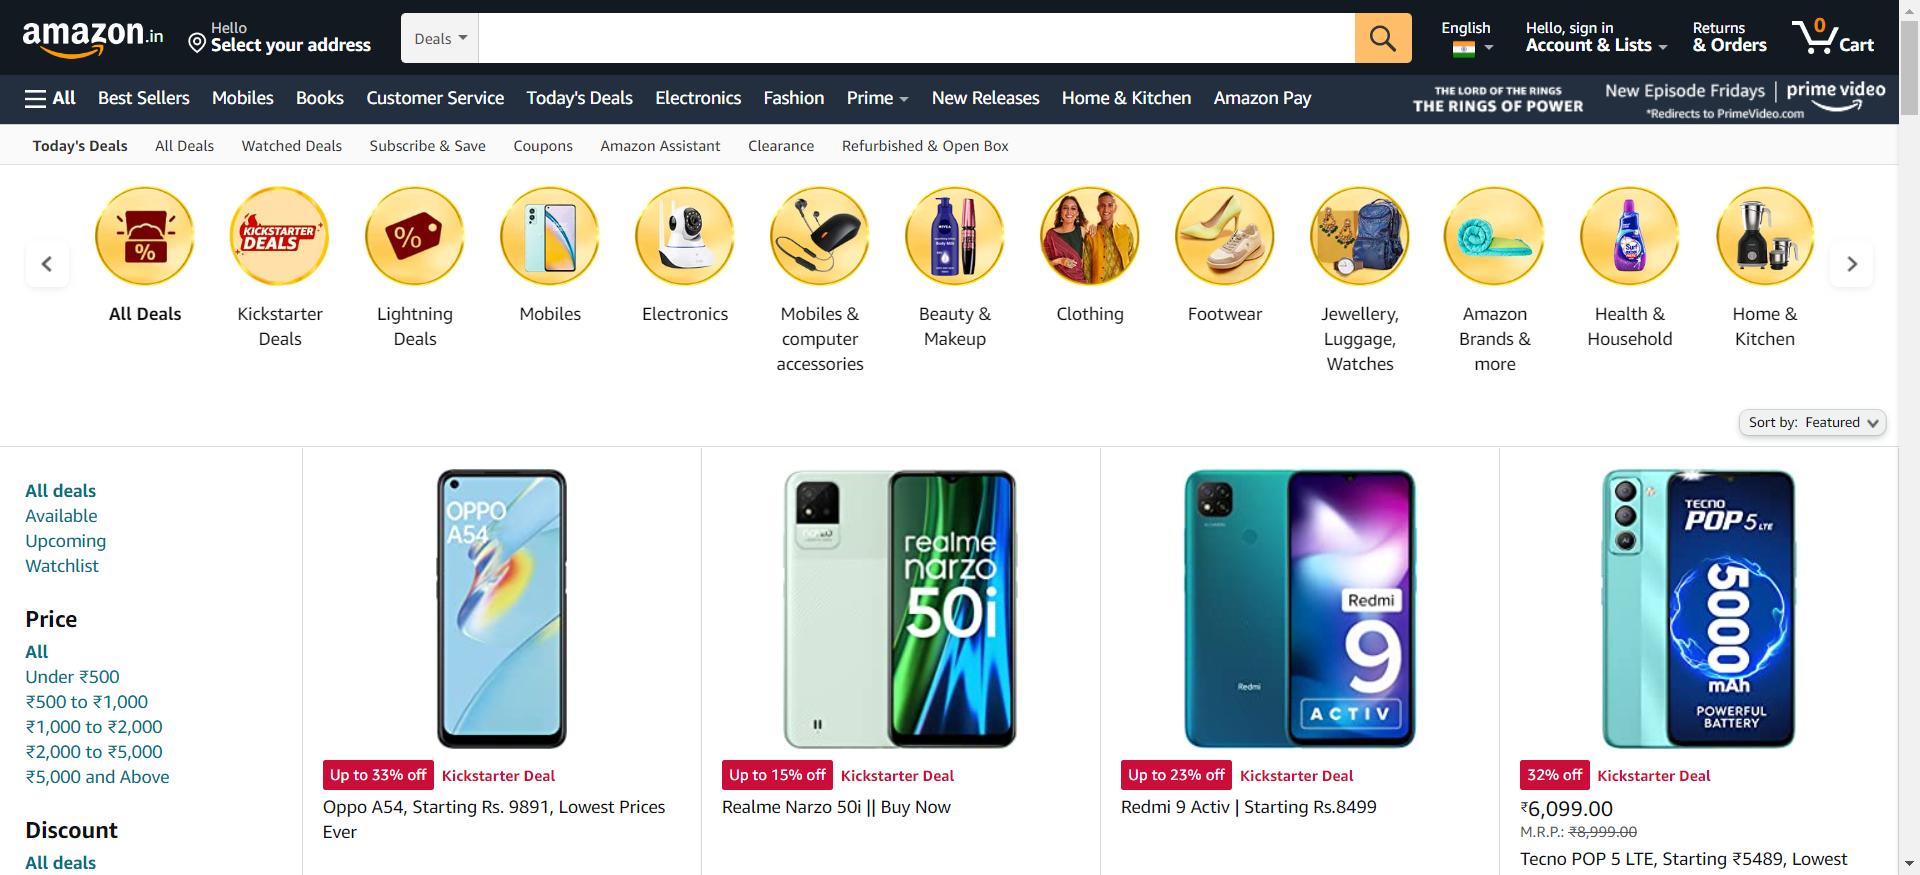 amazon.in
Hello
Select your address
Deals
English
Hello, sign in
Account & Lists
Returns
& Orders
0
Cart
All
Best Sellers
Mobiles
Books
Customer Service
Today's Deals
Electronics
Fashion
Prime
New Releases
Home & Kitchen
Amazon Pay
THE LORD OF THE RINGS
THE RINGS OF POWER
New Episode Fridays
prime video
*Redirects to PrimeVideo.com
Today's Deals
All Deals
Watched Deals
Subscribe & Save
Coupons
Amazon Assistant
Clearance
Refurbished & Open Box
%
KICKSTARTER
DEALS
%
NIVEA
All Deals
Kickstarter
Deals
Lightning
Deals
Mobiles
Electronics
Mobiles &
computer
accessories
Beauty &
Makeup
Clothing
Footwear
Jewellery,
Luggage,
Watches
Amazon
Brands &
more
Health &
Household
Home &
Kitchen
Sort by: Featured
All deals
Available
Upcoming
Watchlist
Price
All
Under ₹500
₹500 to ₹1,000
₹1,000 to ₹2,000
₹2,000 to ₹5,000
₹5,000 and Above
Discount
All deals
OPPO
A54
Up to 33% off
Kickstarter Deal
Oppo A54, Starting Rs. 9891, Lowest Prices
Ever
realme
narzo
50i
Up to 15% off
Kickstarter Deal
Realme Narzo 50i || Buy Now
Redmi
9
ACTIV
Redmi
Up to 23% off
Kickstarter Deal
Redmi 9 Activ | Starting Rs.8499
AI
TECNO
POP 5 LTE
5000
mAh
POWERFUL
BATTERY
32% off
Kickstarter Deal
₹6,099.00
M.R.P.: ₹8,999.00
Tecno POP 5 LTE, Starting ₹5489, Lowest